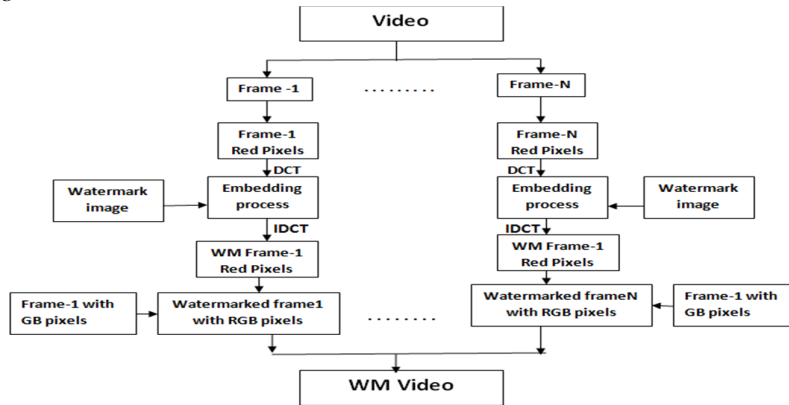 Video
Frame -1
.........
Frame-N
Frame-1
Red Pixels
Frame-N
Red Pixels
DCT
DCT
Watermark
image
Embedding
process
Embedding
process
Watermark
image
IDCT
IDCT
WM Frame-1
Red Pixels
WM Frame-1
Red Pixels
Frame-1 with
GB pixels
Watermarked frame1
with RGB pixels
........
Watermarked frameN
with RGB pixels
Frame-1 with
GB pixels
WM Video